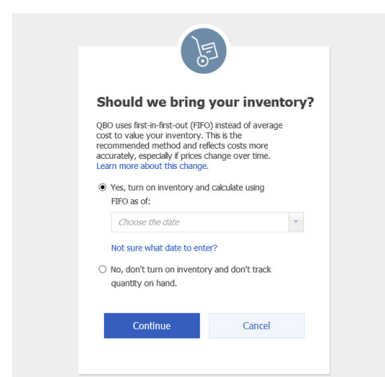 Should we bring your inventory?
QBO uses first-in-first-out (FIFO) instead of average
cost to value your inventory. This is the
recommended method and reflects costs more
accurately, especially if prices change over time.
Learn more about this change.
Yes, turn on inventory and calculate using
FIFO as of:
Choose the date
Not sure what date to enter?
No, don't turn on inventory and don't track
quantity on hand.
Continue
Cancel